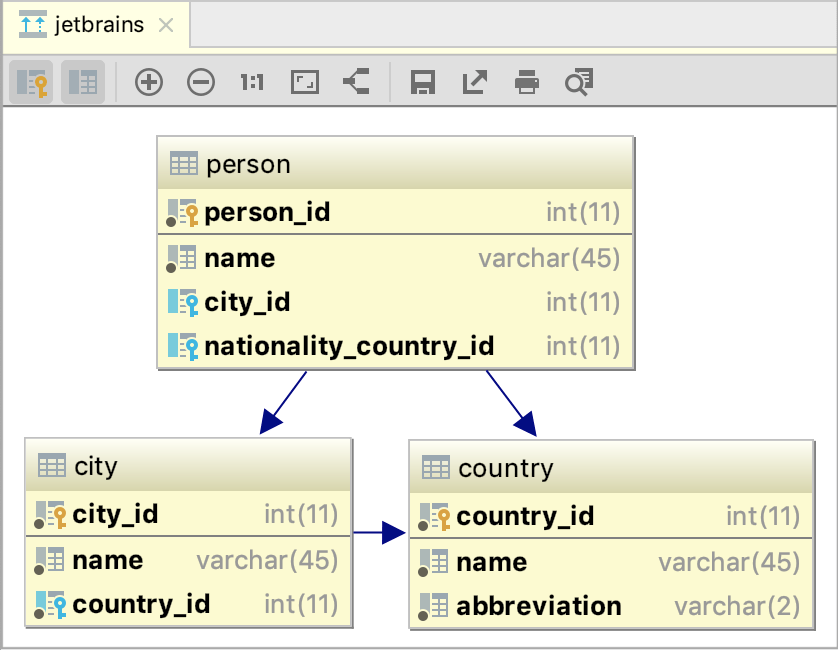 jetbrains
1:1
person
person_id int(11)
name varchar(45)
city_id int(11)
nationality_country_id int(11)
city
city_id int(11)
name varchar(45)
country_id int(11)
country
country_id int(11)
name varchar(45)
abbreviation varchar(2)